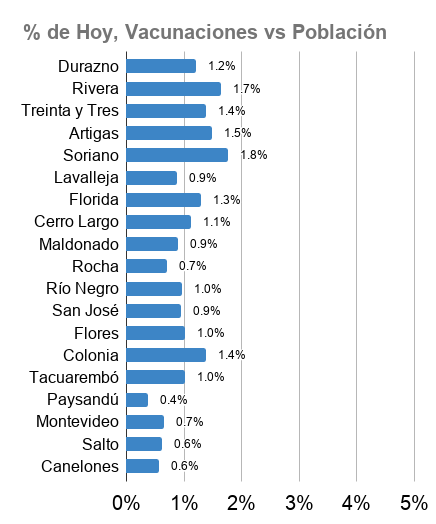 % de Hoy, Vacunaciones vs Población
Durazno 1.2%
Rivera 1.7%
Treinta y Tres 1.4%
Artigas 1.5%
Soriano 1.8%
Lavalleja 0.9%
Florida 1.3%
Cerro Largo 1.1%
Maldonado 0.9%
Rocha 0.7%
Río Negro 1.0%
San José 0.9%
Flores 1.0%
Colonia 1.4%
Tacuarembó 1.0%
Paysandú 0.4%
Montevideo 0.7%
Salto 0.6%
Canelones 0.6%
0% 1% 2% 3% 4% 5%